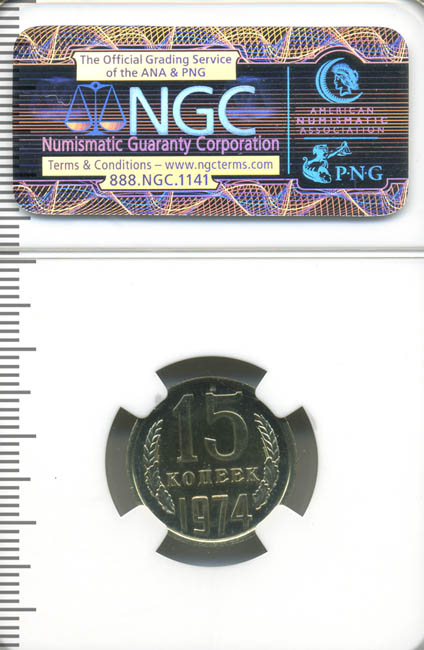 The Official Grading Service
of the ANA & PNG
NGC
Numismatic Guaranty Corporation
Terms & Conditions – www.ngcterms.com
888.NGC.1141
AMERICAN
NUMISMATIC
ASSOCIATION
P·N·G
15
КОПЕЕК
1974